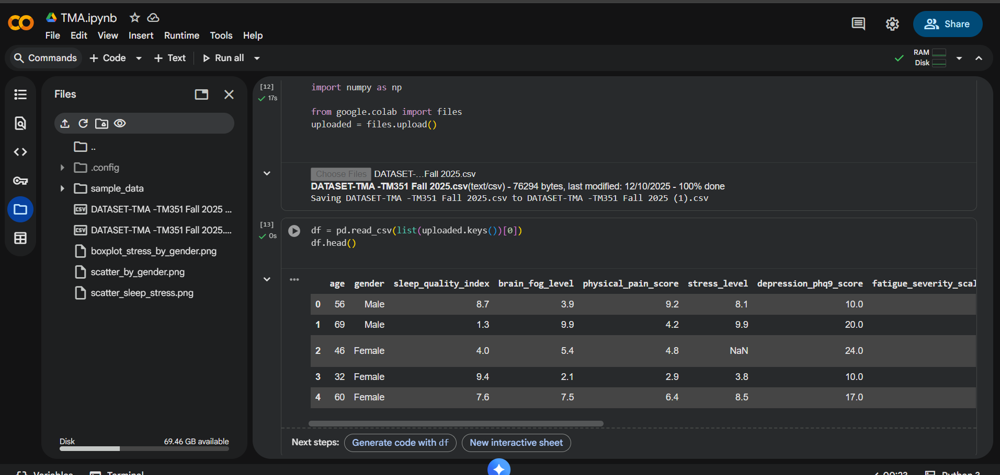 TMA.ipynb
File Edit View Insert Runtime Tools Help
Share
Commands + Code + Text Run all
RAM
Disk
Files
..
.config
sample_data
DATASET-TMA -TM351 Fall 2025 ...
DATASET-TMA -TM351 Fall 2025....
boxplot_stress_by_gender.png
scatter_by_gender.png
scatter_sleep_stress.png
Disk 69.46 GB available
[12]
17s
import numpy as np
from google.colab import files
uploaded = files.upload()
Choose Files DATASET-...Fall 2025.csv
DATASET-TMA -TM351 Fall 2025.csv(text/csv) - 76294 bytes, last modified: 12/10/2025 - 100% done
Saving DATASET-TMA -TM351 Fall 2025.csv to DATASET-TMA -TM351 Fall 2025 (1).csv
[13]
0s
df = pd.read_csv(list(uploaded.keys())[0])
df.head()
age gender sleep_quality_index brain_fog_level physical_pain_score stress_level depression_phq9_score fatigue_severity_scal
0 56 Male 8.7 3.9 9.2 8.1 10.0
1 69 Male 1.3 9.9 4.2 9.9 20.0
2 46 Female 4.0 5.4 4.8 NaN 24.0
3 32 Female 9.4 2.1 2.9 3.8 10.0
4 60 Female 7.6 7.5 6.4 8.5 17.0
Next steps: Generate code with df New interactive sheet
Variables Terminal 00:23 Python 3